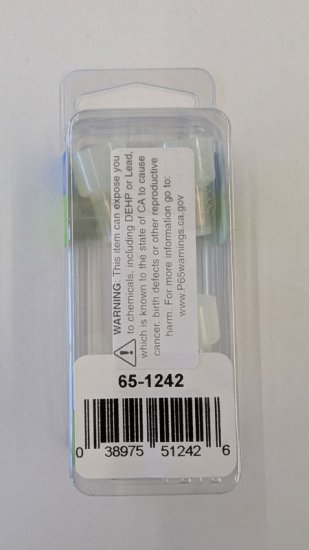 WARNING: This item can expose you
to chemicals, including DEHP or Lead,
which is known to the state of CA to cause
cancer, birth defects or other reproductive
harm. For more information go to:
www.P65warnings.ca.gov
65-1242
0 38975 51242 6